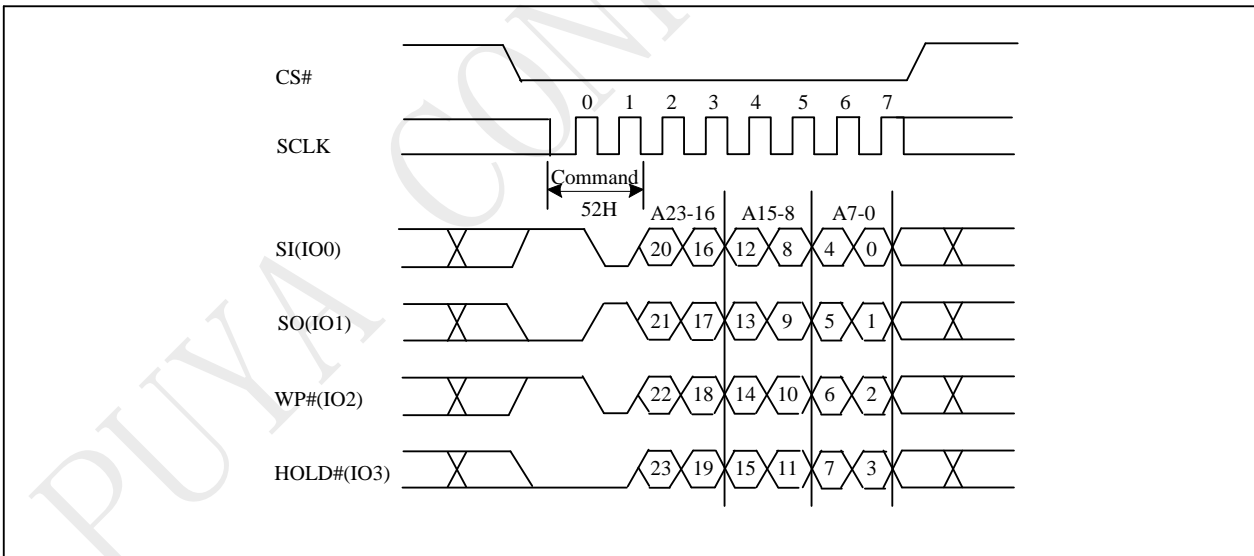 CS#
0 1 2 3 4 5 6 7
SCLK
Command
52H
A23-16 A15-8 A7-0
SI(IO0) 20 16 12 8 4 0
SO(IO1) 21 17 13 9 5 1
WP#(IO2) 22 18 14 10 6 2
HOLD#(IO3) 23 19 15 11 7 3
PUYA